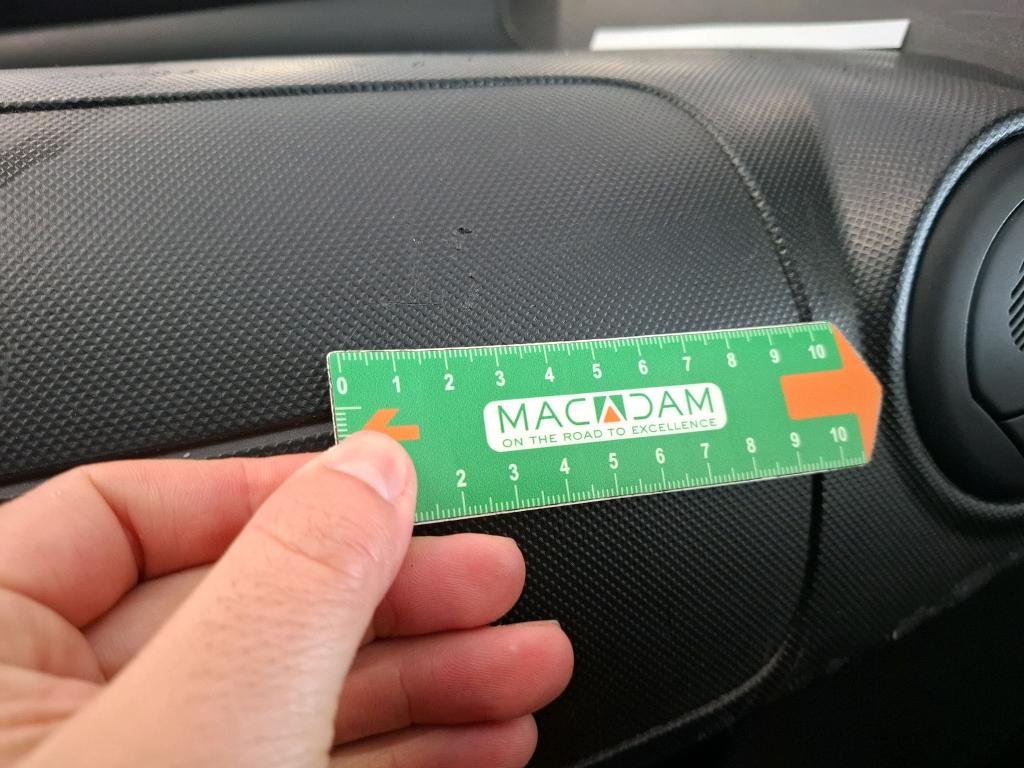 0 1 2 3 4 5 6 7 8 9 10
MACADAM
ON THE ROAD TO EXCELLENCE
2 3 4 5 6 7 8 9 10